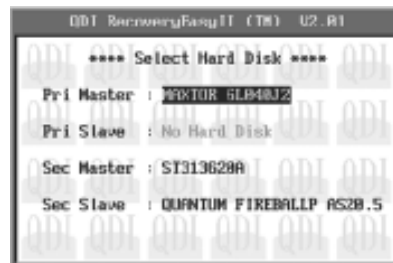 QDI RecoveryEasyII (TM) V2.01
**** Select Hard Disk ****
Pri Master : MAXTOR 6L040J2
Pri Slave : No Hard Disk
Sec Master : ST313620A
Sec Slave : QUANTUM FIREBALLP AS20.5